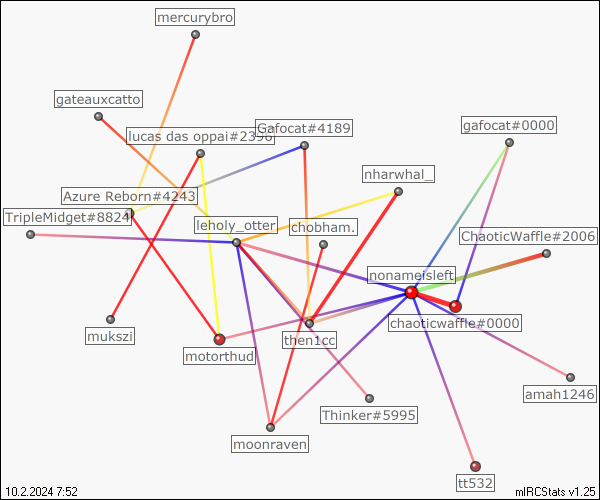 mercurybro
gateauxcatto
lucas das oppai#2398
Gafocat#4189
gafocat#0000
nharwhal_
Azure Reborn#4243
TripleMidget#8824
leholy_otter
chobham.
ChaoticWaffle#2006
nonameisleft
chaoticwaffle#0000
mukszi
motorthud
then1cc
amah1246
Thinker#5995
moonraven
tt532
10.2.2024 7:52
mIRCStats v1.25